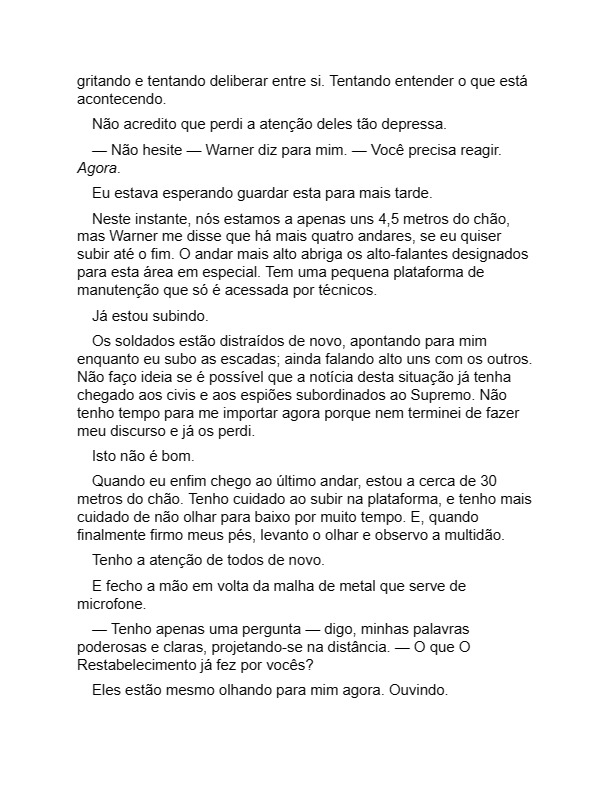 gritando e tentando deliberar entre si. Tentando entender o que está
acontecendo.
Não acredito que perdi a atenção deles tão depressa.
— Não hesite — Warner diz para mim. — Você precisa reagir.
Agora.
Eu estava esperando guardar esta para mais tarde.
Neste instante, nós estamos a apenas uns 4,5 metros do chão,
mas Warner me disse que há mais quatro andares, se eu quiser
subir até o fim. O andar mais alto abriga os alto-falantes designados
para esta área em especial. Tem uma pequena plataforma de
manutenção que só é acessada por técnicos.
Já estou subindo.
Os soldados estão distraídos de novo, apontando para mim
enquanto eu subo as escadas; ainda falando alto uns com os outros.
Não faço ideia se é possível que a notícia desta situação já tenha
chegado aos civis e aos espiões subordinados ao Supremo. Não
tenho tempo para me importar agora porque nem terminei de fazer
meu discurso e já os perdi.
Isto não é bom.
Quando eu enfim chego ao último andar, estou a cerca de 30
metros do chão. Tenho cuidado ao subir na plataforma, e tenho mais
cuidado de não olhar para baixo por muito tempo. E, quando
finalmente firmo meus pés, levanto o olhar e observo a multidão.
Tenho a atenção de todos de novo.
E fecho a mão em volta da malha de metal que serve de
microfone.
— Tenho apenas uma pergunta — digo, minhas palavras
poderosas e claras, projetando-se na distância. — O que O
Restabelecimento já fez por vocês?
Eles estão mesmo olhando para mim agora. Ouvindo.